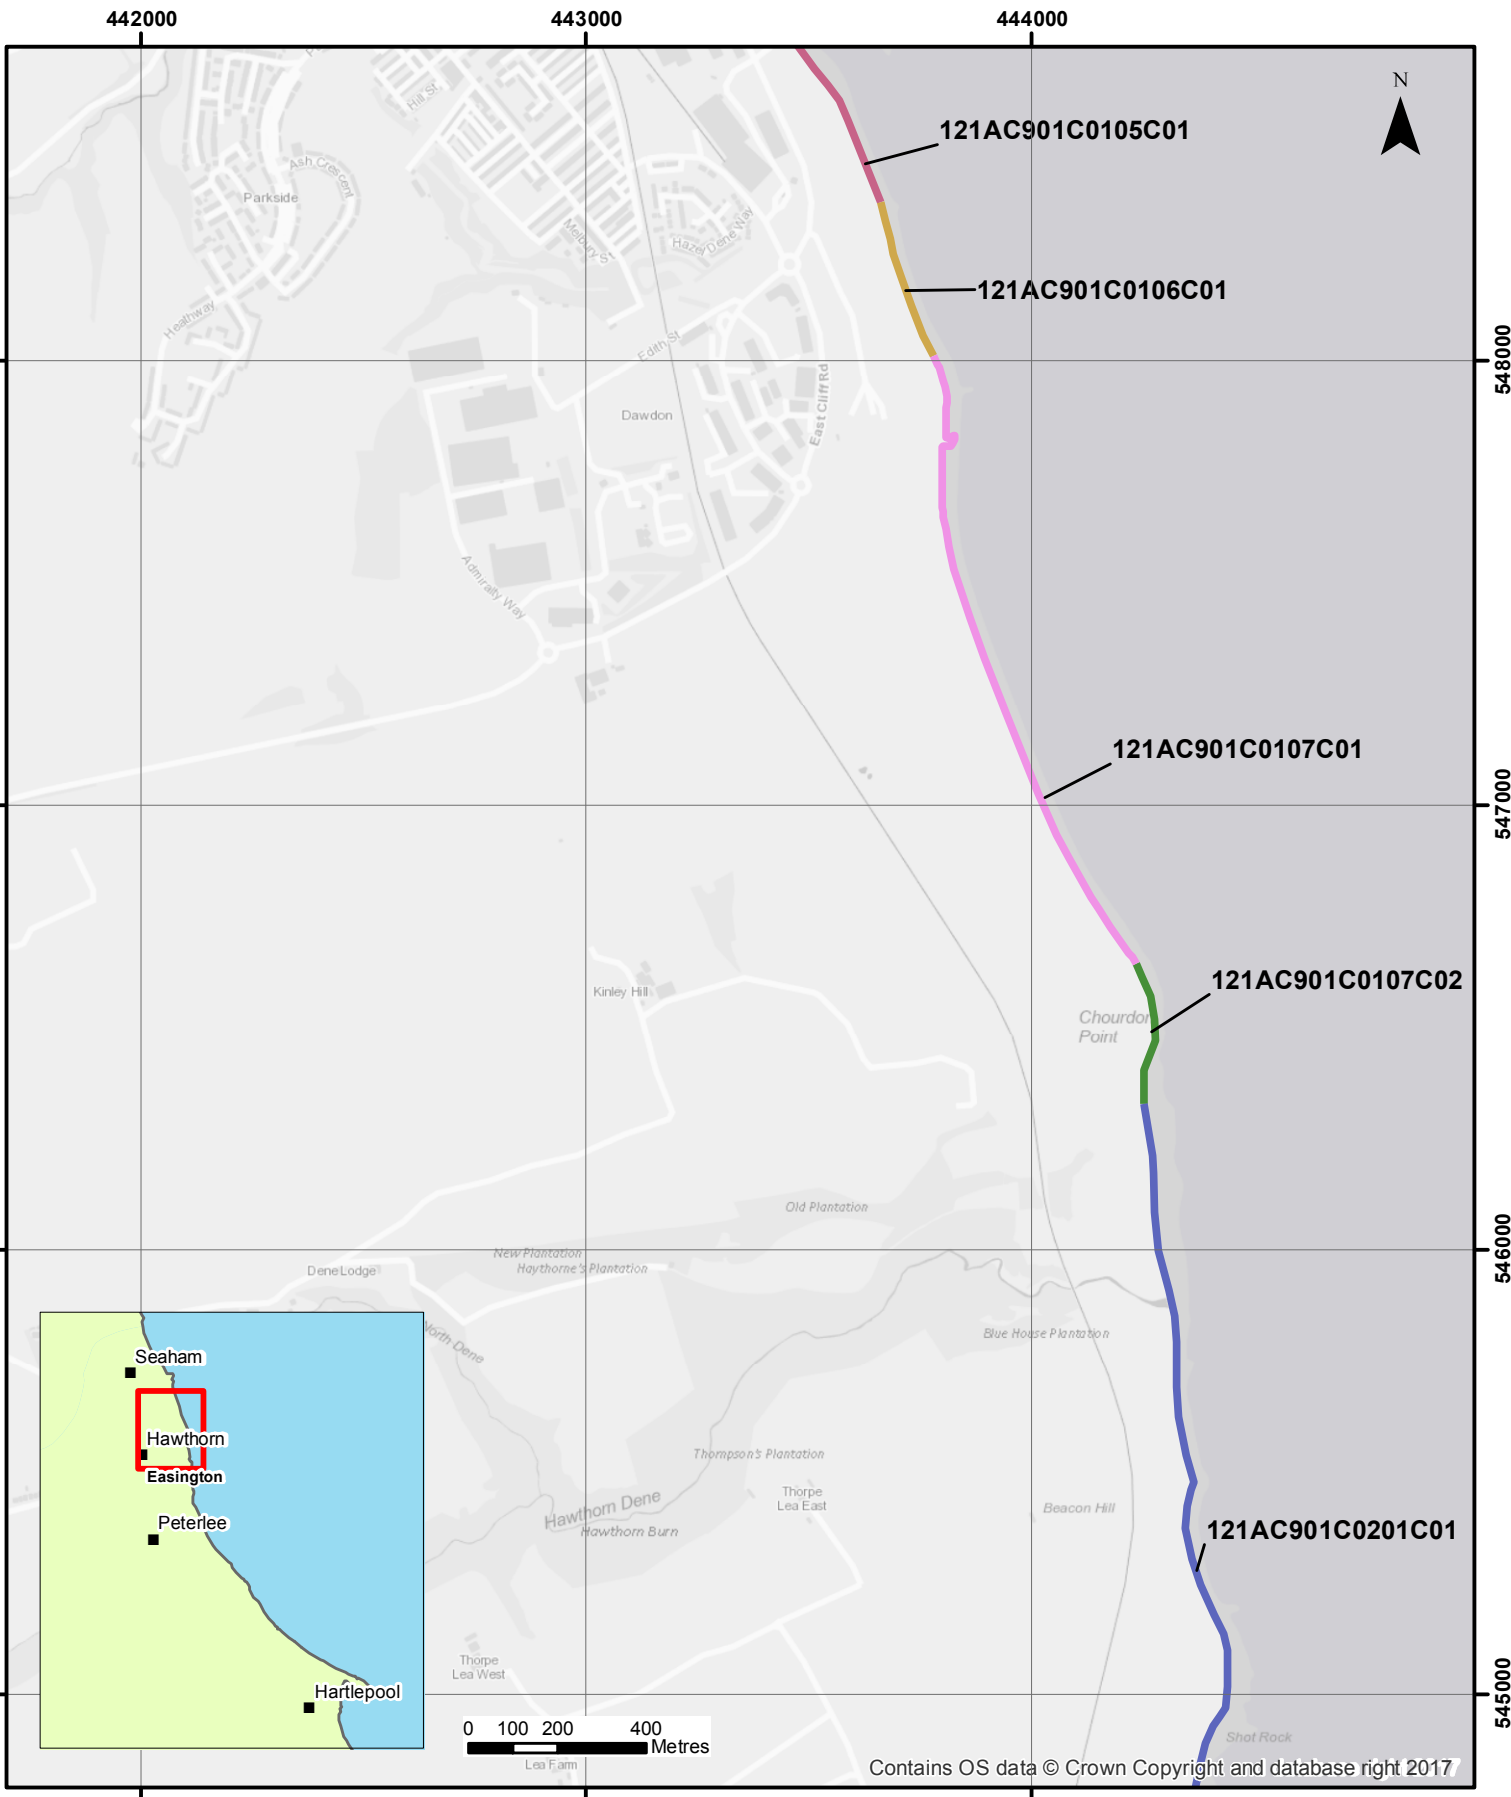 442000
443000
444000
N
Hill St
121AC901C0105C01
Ash Crescent
Parkside
Melbury St
Hazel Dene Way
121AC901C0106C01
Heathway
Edith St
548000
East Cliff Rd
Dawdon
Admiralty Way
121AC901C0107C01
547000
121AC901C0107C02
Kinley Hill
Chourdon
Point
Old Plantation
New Plantation
546000
Dene Lodge
Haythorne's Plantation
North Dene
Blue House Plantation
Seaham
Hawthorn
Easington
Peterlee
Hartlepool
Thompson's Plantation
Thorpe
Lea East
Hawthorn Dene
Hawthorn Burn
Beacon Hill
121AC901C0201C01
Thorpe
Lea West
545000
0 100 200 400
Metres
Shot Rock
Lea Farm
Contains OS data © Crown Copyright and database right 2017